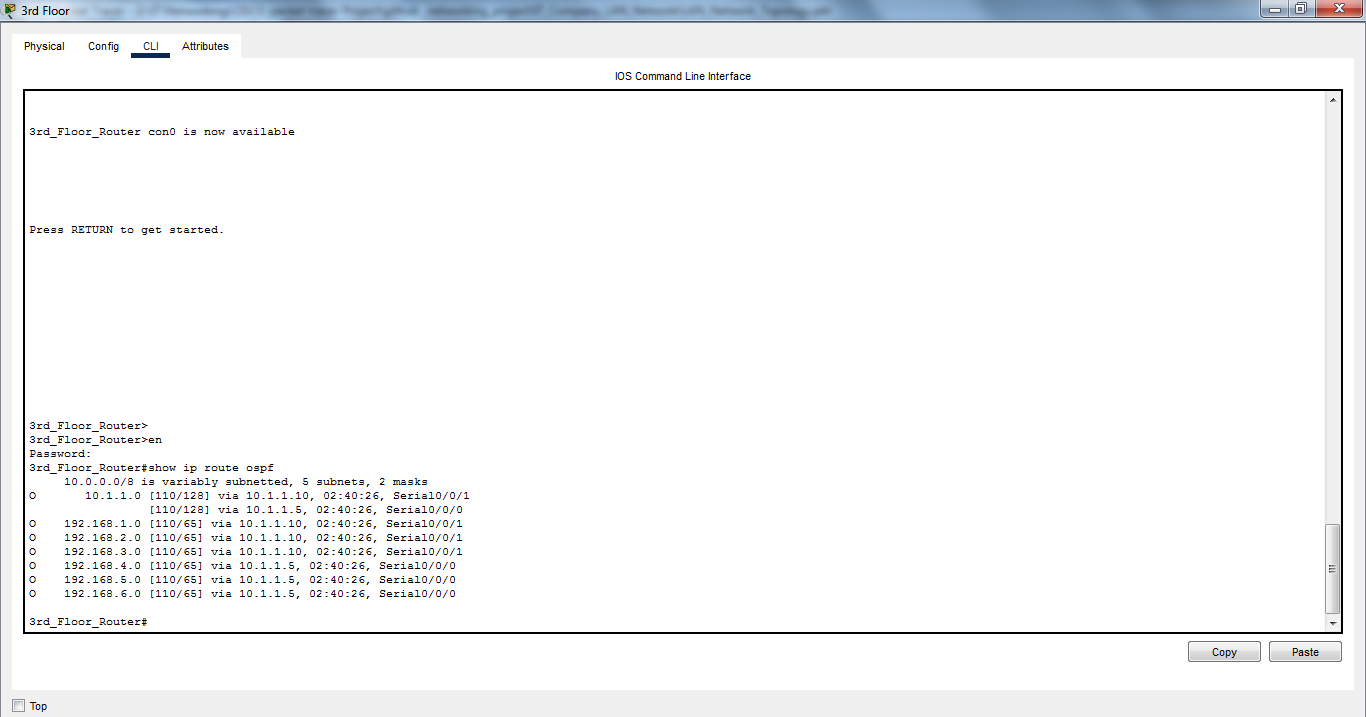 3rd Floor
Physical Config CLI Attributes
IOS Command Line Interface
3rd_Floor_Router con0 is now available
Press RETURN to get started.
3rd_Floor_Router>
3rd_Floor_Router>en
Password:
3rd_Floor_Router#show ip route ospf
10.0.0.0/8 is variably subnetted, 5 subnets, 2 masks
O 10.1.1.0 [110/128] via 10.1.1.10, 02:40:26, Serial0/0/1
[110/128] via 10.1.1.5, 02:40:26, Serial0/0/0
O 192.168.1.0 [110/65] via 10.1.1.10, 02:40:26, Serial0/0/1
O 192.168.2.0 [110/65] via 10.1.1.10, 02:40:26, Serial0/0/1
O 192.168.3.0 [110/65] via 10.1.1.10, 02:40:26, Serial0/0/1
O 192.168.4.0 [110/65] via 10.1.1.5, 02:40:26, Serial0/0/0
O 192.168.5.0 [110/65] via 10.1.1.5, 02:40:26, Serial0/0/0
O 192.168.6.0 [110/65] via 10.1.1.5, 02:40:26, Serial0/0/0
3rd_Floor_Router#
Copy Paste
Top